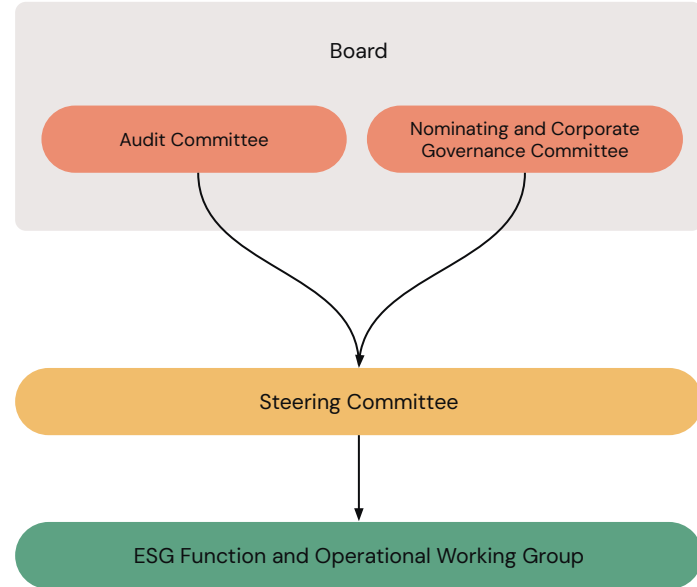 Board
Audit Committee
Nominating and Corporate
Governance Committee
Steering Committee
ESG Function and Operational Working Group